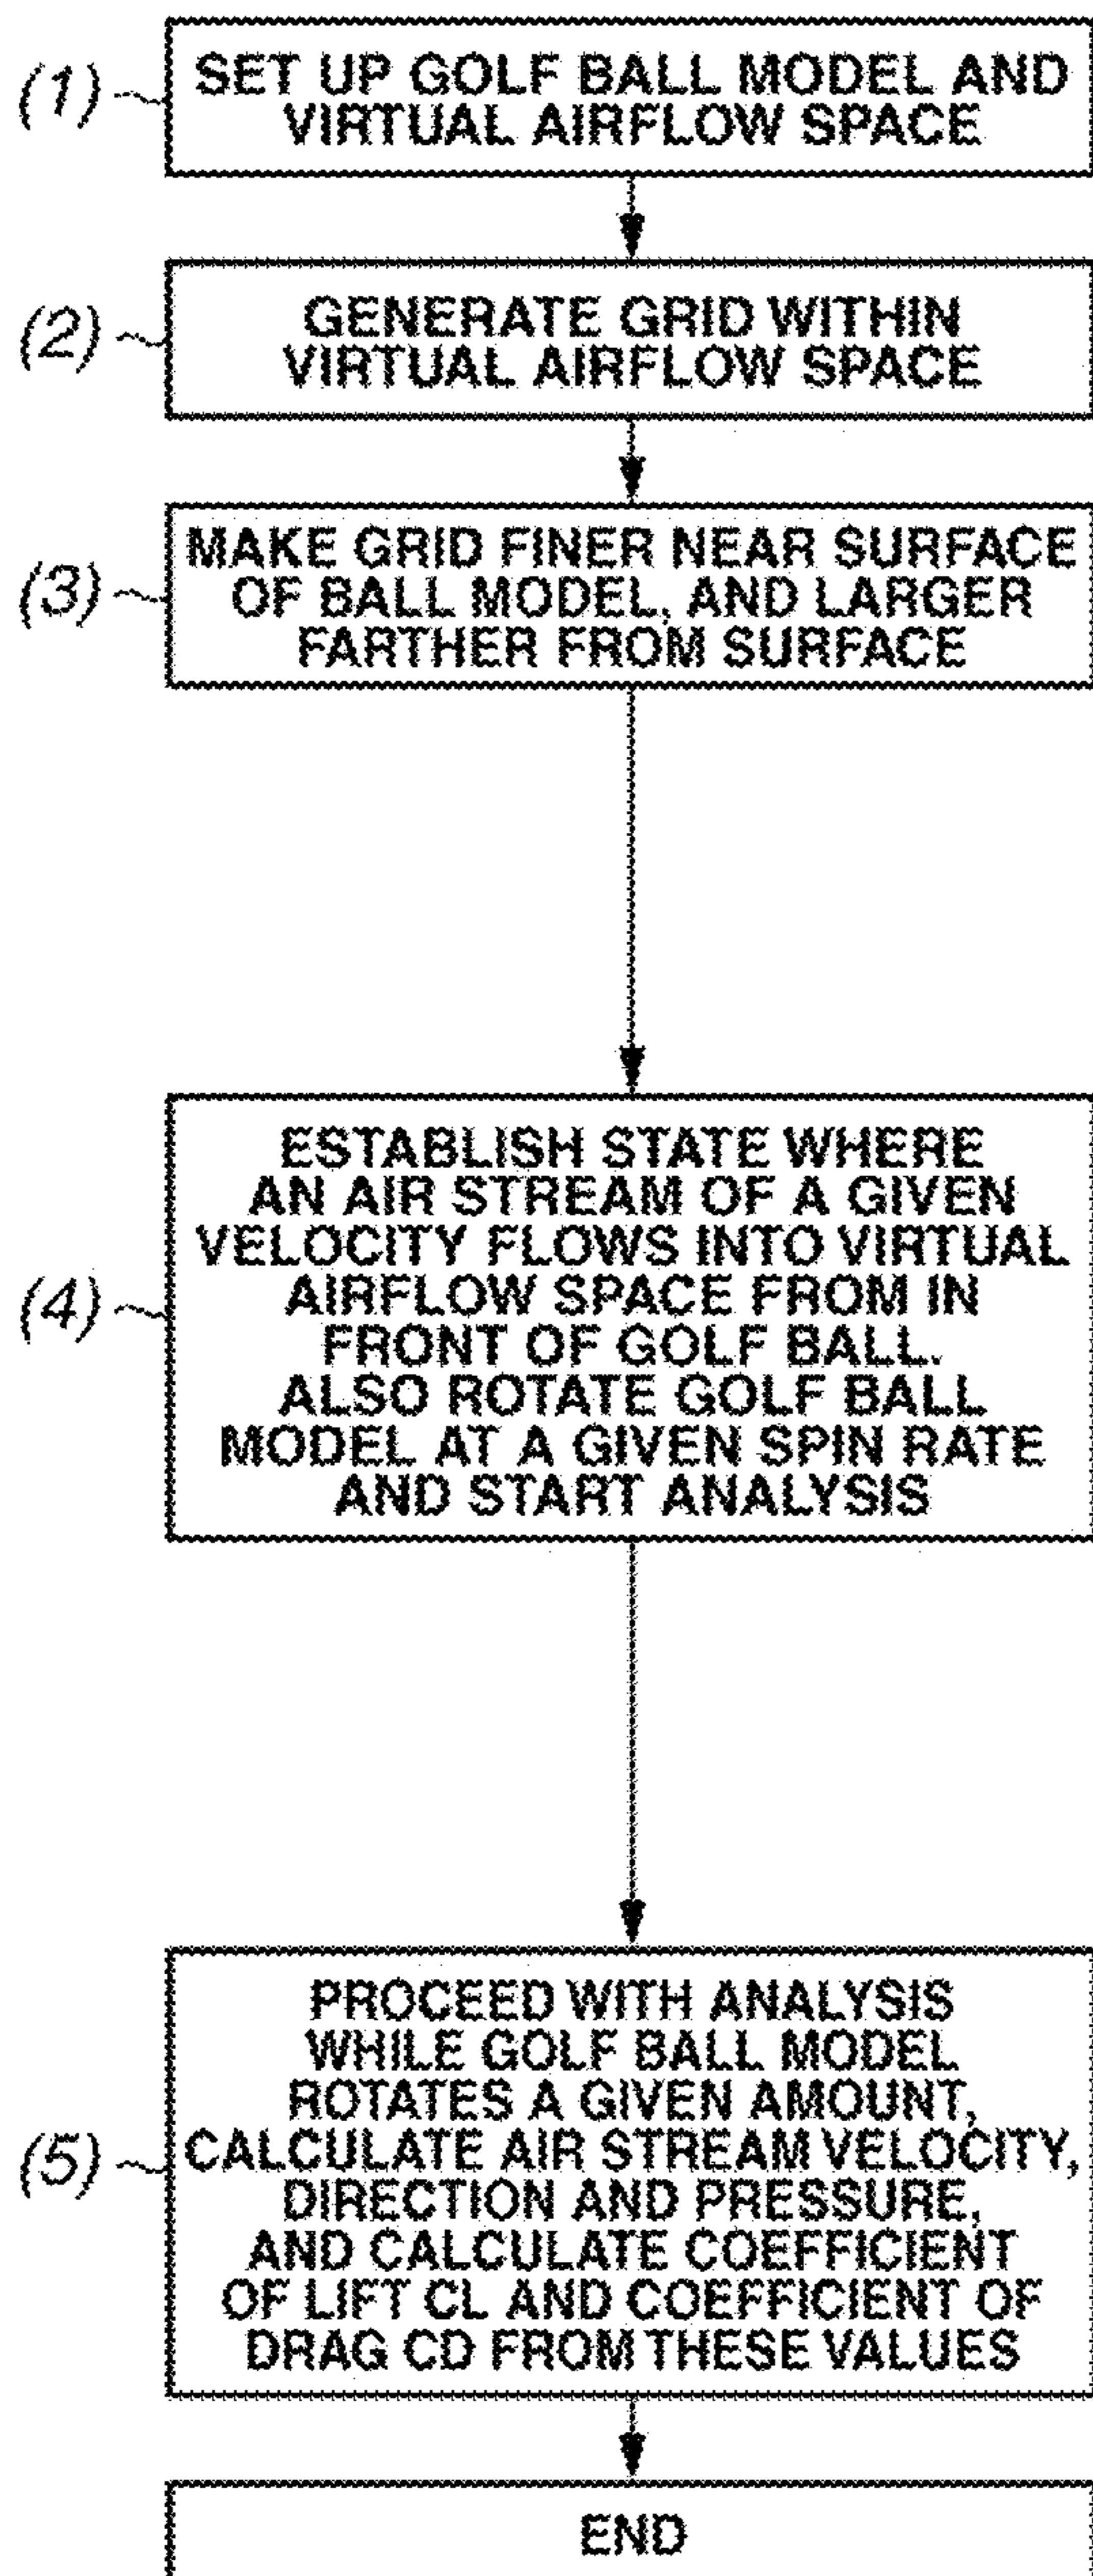 (1)
SET UP GOLF BALL MODEL AND
VIRTUAL AIRFLOW SPACE
(2)
GENERATE GRID WITHIN
VIRTUAL AIRFLOW SPACE
(3)
MAKE GRID FINER NEAR SURFACE
OF BALL MODEL, AND LARGER
FARTHER FROM SURFACE
(4)
ESTABLISH STATE WHERE
AN AIR STREAM OF A GIVEN
VELOCITY FLOWS INTO VIRTUAL
AIRFLOW SPACE FROM IN
FRONT OF GOLF BALL.
ALSO ROTATE GOLF BALL
MODEL AT A GIVEN SPIN RATE
AND START ANALYSIS
(5)
PROCEED WITH ANALYSIS
WHILE GOLF BALL MODEL
ROTATES A GIVEN AMOUNT,
CALCULATE AIR STREAM VELOCITY,
DIRECTION AND PRESSURE,
AND CALCULATE COEFFICIENT
OF LIFT CL AND COEFFICIENT OF
DRAG CD FROM THESE VALUES
END